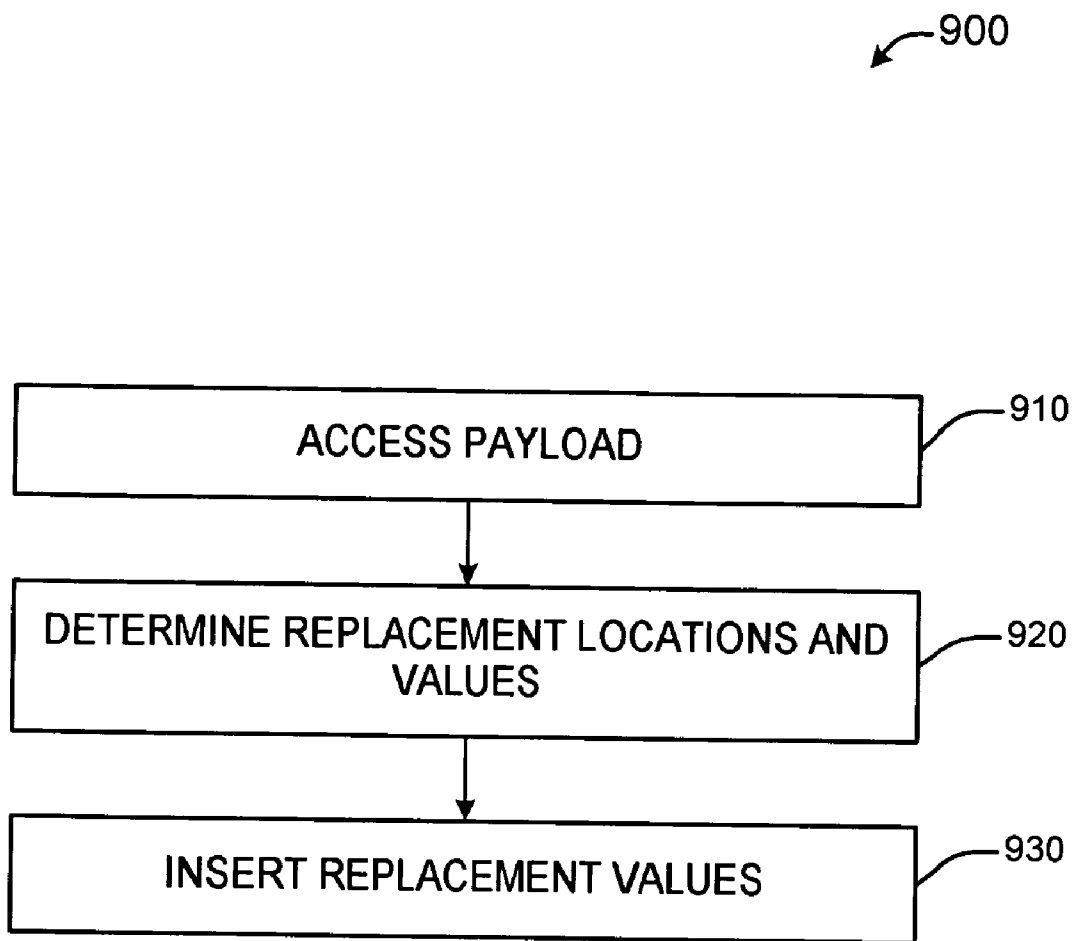 900
ACCESS PAYLOAD
910
DETERMINE REPLACEMENT LOCATIONS AND
VALUES
920
INSERT REPLACEMENT VALUES
930